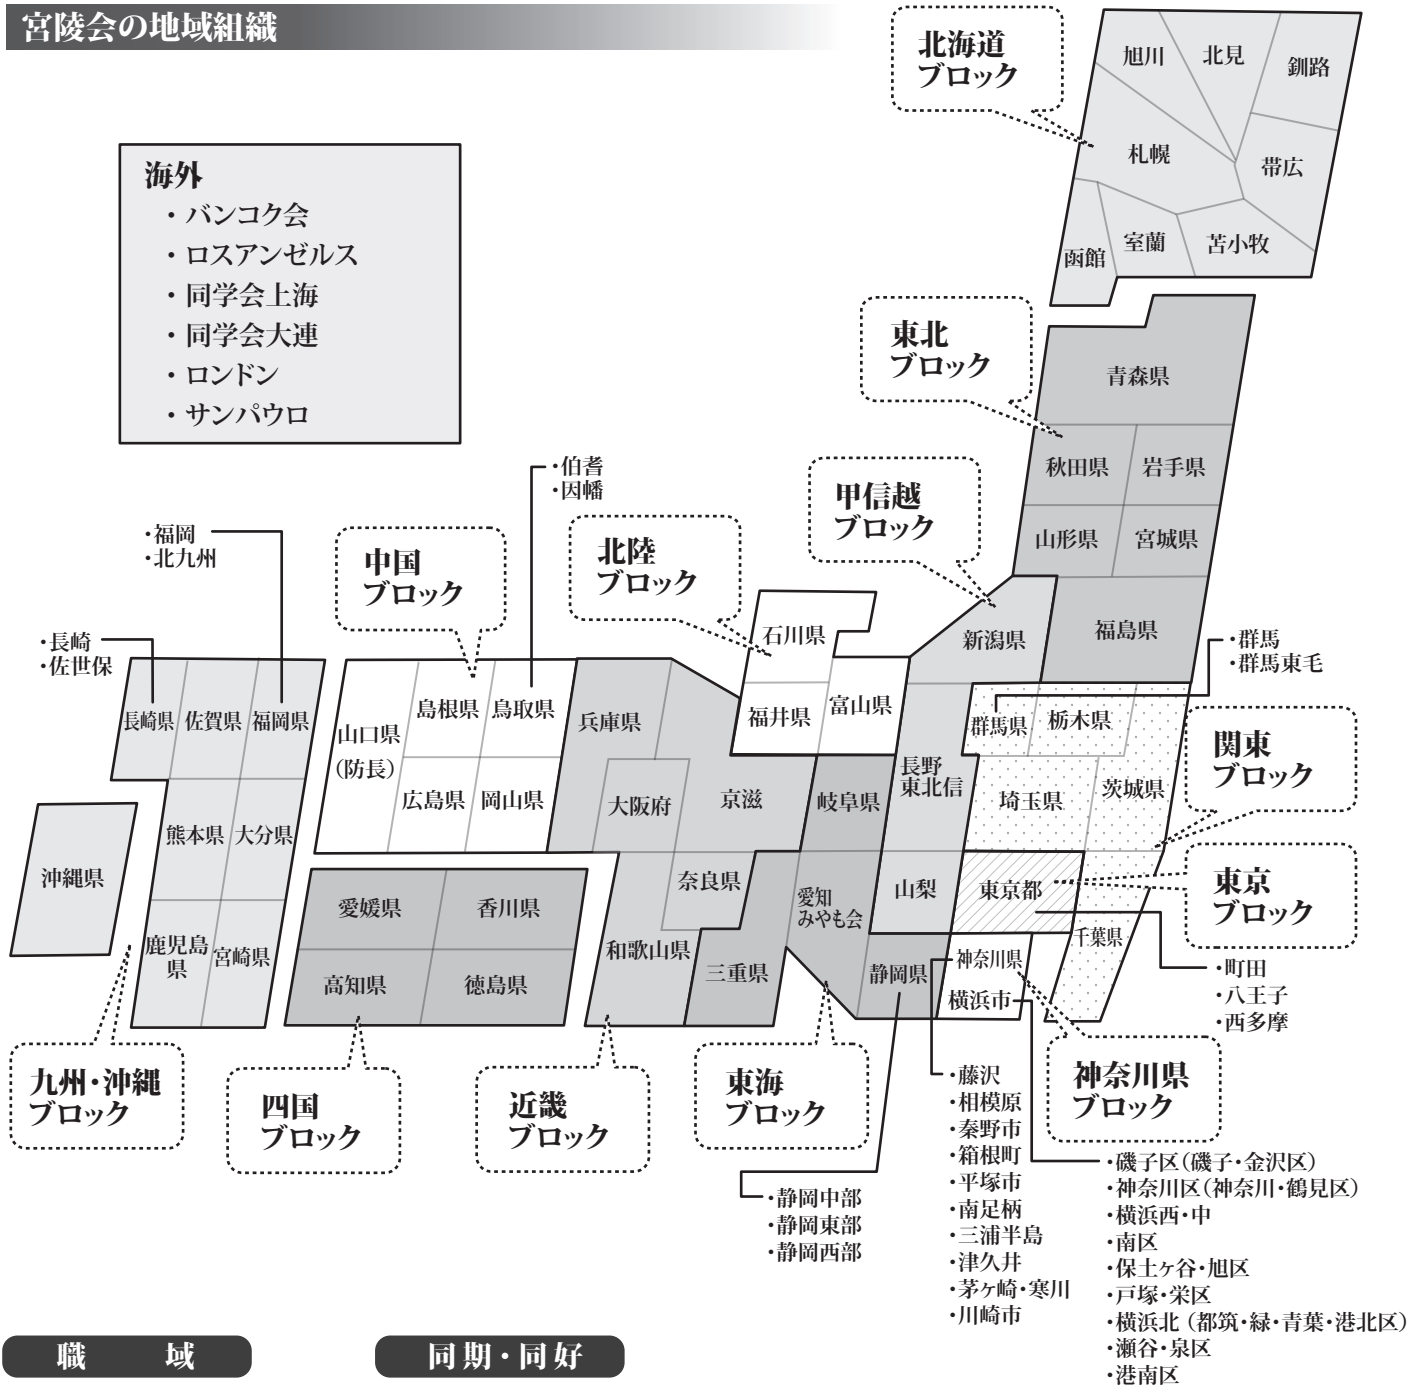 宮陵会の地域組織
海外
・バンコク会
・ロスアンゼルス
・同学会上海
・同学会大連
・ロンドン
・サンパウロ
北海道
ブロック
旭川
北見
釧路
札幌
帯広
函館
室蘭
苫小牧
東北
ブロック
青森県
秋田県
岩手県
山形県
宮城県
福島県
甲信越
ブロック
新潟県
長野
東北信
山梨
北陸
ブロック
石川県
福井県
富山県
中国
ブロック
・伯耆
・因幡
島根県
鳥取県
山口県
（防長）
広島県
岡山県
・福岡
・北九州
・長崎
・佐世保
長崎県
佐賀県
福岡県
熊本県
大分県
鹿児島
県
宮崎県
沖縄県
九州・沖縄
ブロック
愛媛県
香川県
高知県
徳島県
四国
ブロック
兵庫県
大阪府
京滋
奈良県
和歌山県
近畿
ブロック
岐阜県
愛知
みやも会
三重県
静岡県
東海
ブロック
・静岡中部
・静岡東部
・静岡西部
・群馬
・群馬東毛
群馬県
栃木県
埼玉県
茨城県
千葉県
関東
ブロック
東京都
東京
ブロック
・町田
・八王子
・西多摩
神奈川県
横浜市
神奈川県
ブロック
・藤沢
・相模原
・秦野市
・箱根町
・平塚市
・南足柄
・三浦半島
・津久井
・茅ヶ崎・寒川
・川崎市
・磯子区（磯子・金沢区）
・神奈川区（神奈川・鶴見区）
・横浜西・中
・南区
・保土ヶ谷・旭区
・戸塚・栄区
・横浜北（都筑・緑・青葉・港北区）
・瀬谷・泉区
・港南区
職 域
同期・同好